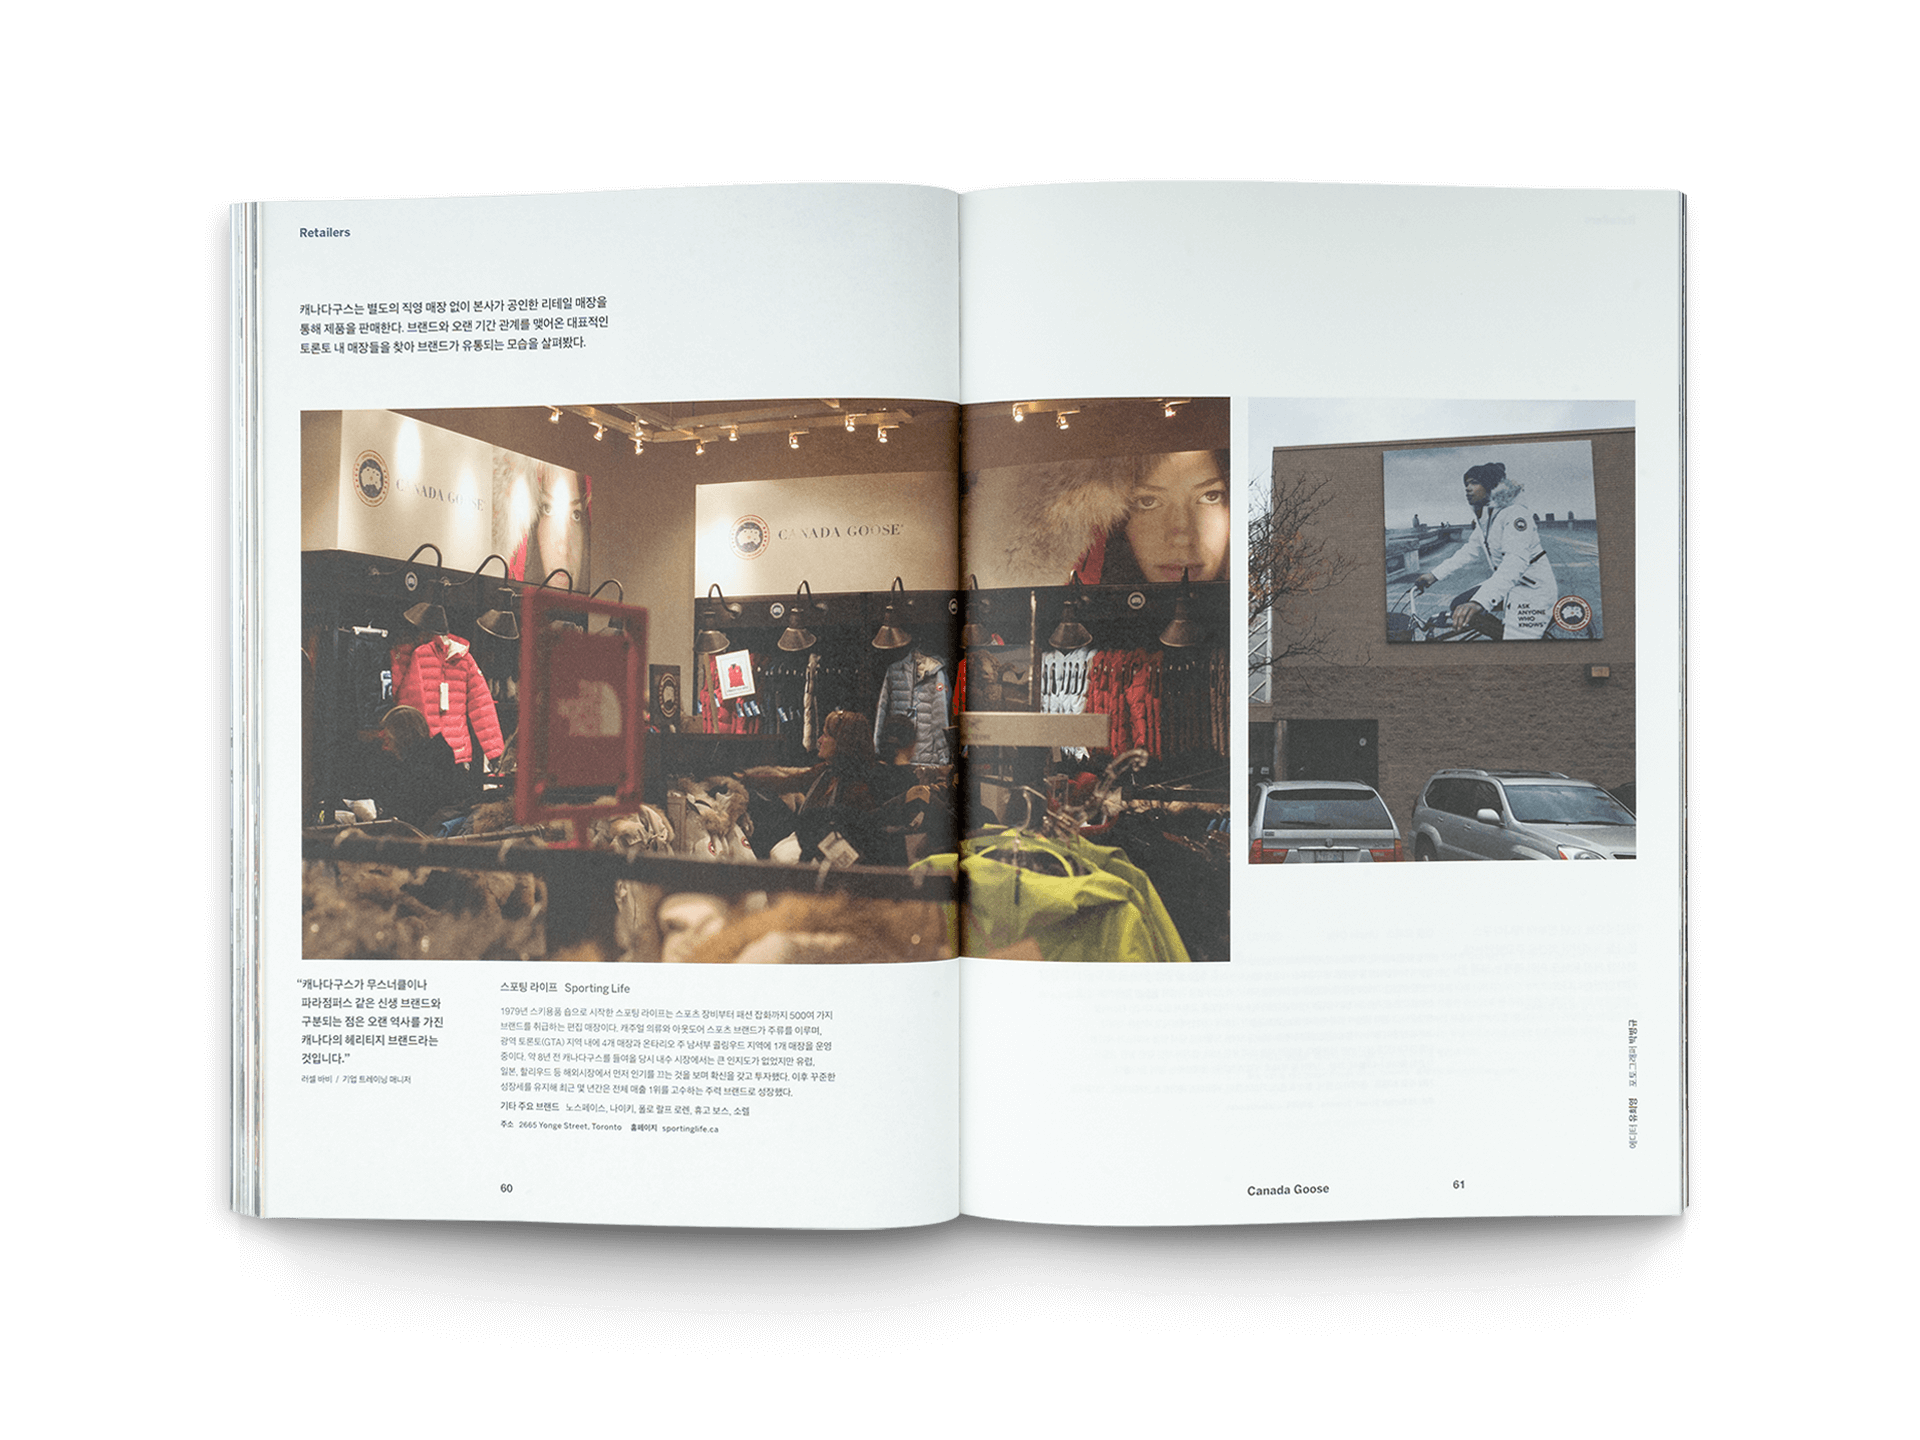 Retailers
캐나다구스는 별도의 직영 매장 없이 본사가 공인한 리테일 매장을
통해 제품을 판매한다. 브랜드와 오랜 기간 관계를 맺어온 대표적인
토론토 내 매장들을 찾아 브랜드가 유통되는 모습을 살펴봤다.
CANADA GOOSE
CANADA GOOSE
ASK
ANYONE
WHO
KNOWS
“캐나다구스가 무스너클이나
파라점퍼스 같은 신생 브랜드와
구분되는 점은 오랜 역사를 가진
캐나다의 헤리티지 브랜드라는
것입니다.”
러셀 바비 / 기업 트레이닝 매니저
스포팅 라이프 Sporting Life
1979년 스키용품 숍으로 시작한 스포팅 라이프는 스포츠 장비부터 패션 잡화까지 500여 가지
브랜드를 취급하는 편집 매장이다. 캐주얼 의류와 아웃도어 스포츠 브랜드가 주류를 이루며,
광역 토론토(GTA) 지역 내에 4개 매장과 온타리오 주 남서부 콜링우드 지역에 1개 매장을 운영
중이다. 약 8년 전 캐나다구스를 들여올 당시 내수 시장에서는 큰 인지도가 없었지만 유럽,
일본, 할리우드 등 해외시장에서 먼저 인기를 끄는 것을 보며 확신을 갖고 투자했다. 이후 꾸준한
성장세를 유지해 최근 몇 년간은 전체 매출 1위를 고수하는 주력 브랜드로 성장했다.
기타 주요 브랜드 노스페이스, 나이키, 폴로 랄프 로렌, 휴고 보스, 소렐
주소 2665 Yonge Street, Toronto 홈페이지 sportinglife.ca
60
Canada Goose
61